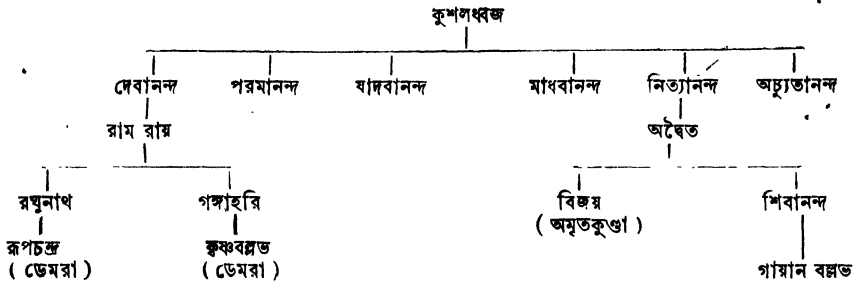 কুশলধ্বজ
দেবানন্দ পরমানন্দ যাদবানন্দ মাধবানন্দ নিত্যানন্দ অচ্যুতানন্দ
রাম রায় অদ্বৈত
রঘুনাথ গঙ্গাহরি বিজয় শিবানন্দ
( অমৃতকুণ্ডা )
রূপচন্দ্র কৃষ্ণবল্লভ
( ডেমরা ) ( ডেমরা ) গায়ান বল্লভ